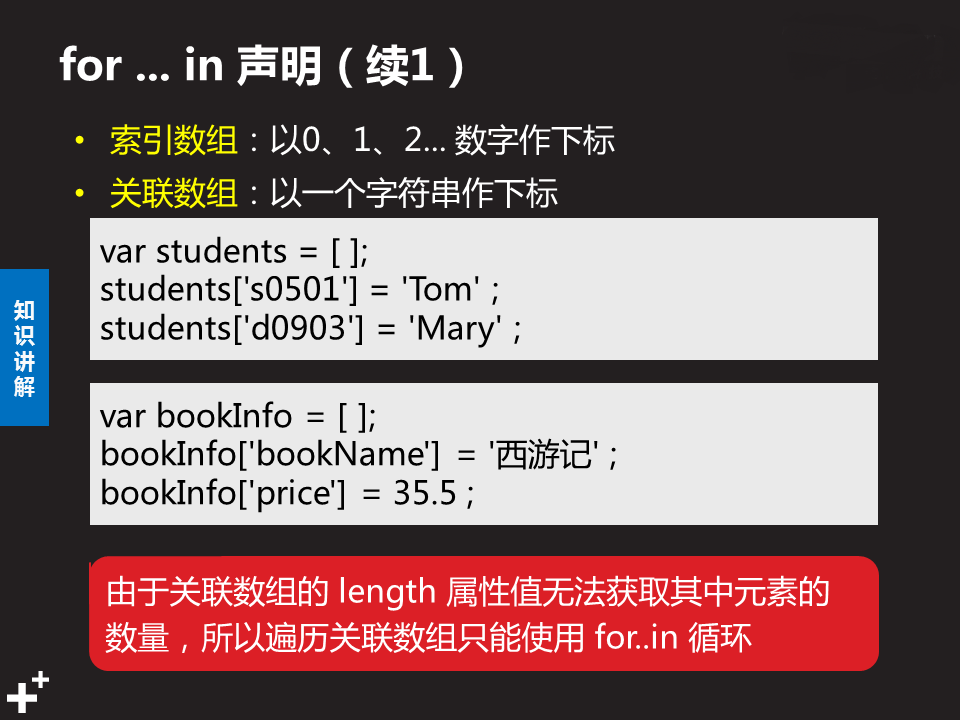 for ... in 声明（续1）
• 索引数组：以0、1、2... 数字作下标
• 关联数组：以一个字符串作下标
var students = [ ];
students['s0501'] = 'Tom' ;
students['d0903'] = 'Mary' ;
知识讲解
var bookInfo = [ ];
bookInfo['bookName'] = '西游记' ;
bookInfo['price'] = 35.5 ;
由于关联数组的 length 属性值无法获取其中元素的
数量，所以遍历关联数组只能使用 for..in 循环